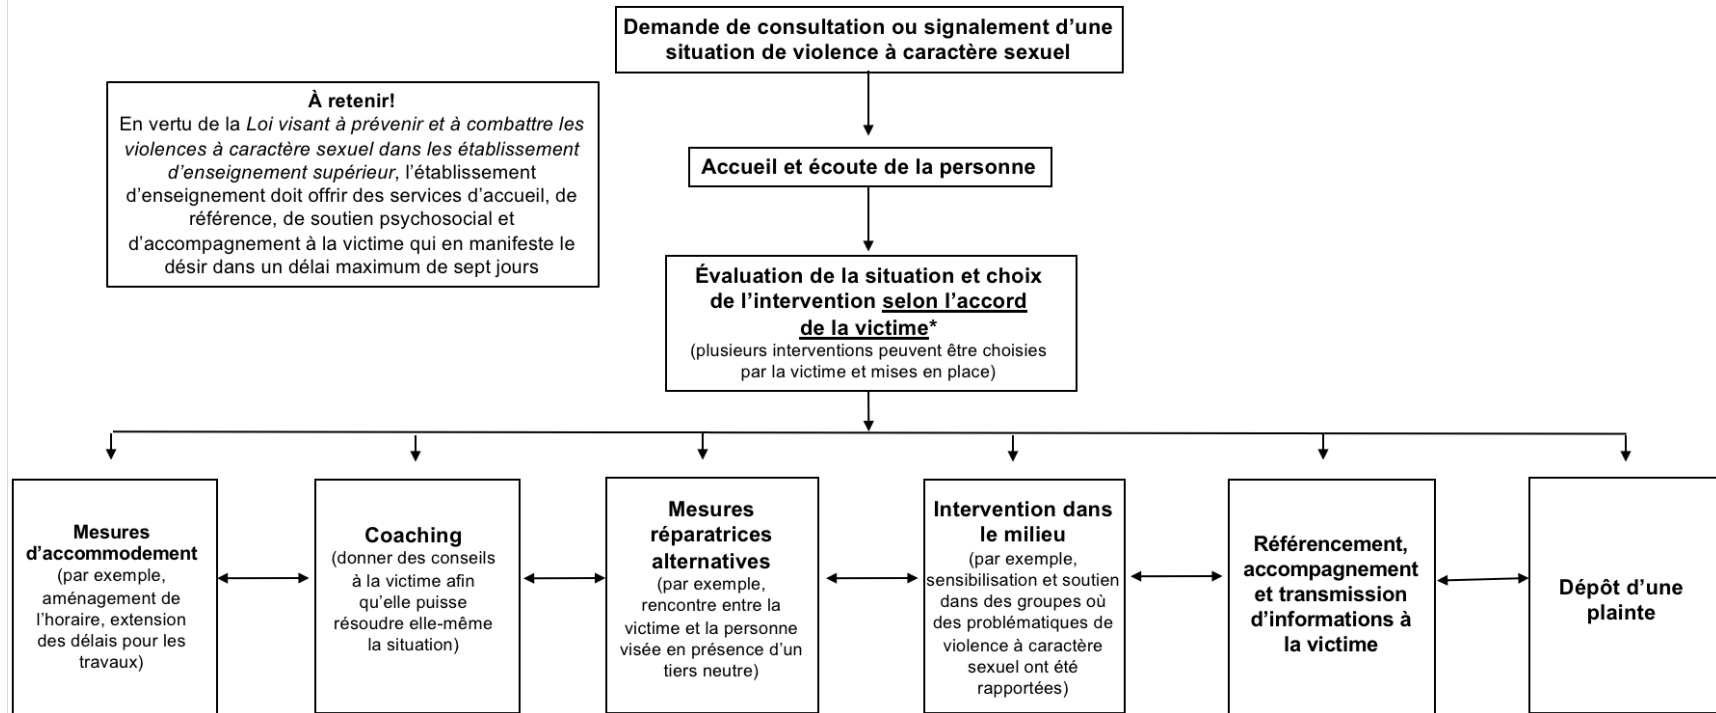 Demande de consultation ou signalement d’une
situation de violence à caractère sexuel
À retenir!
En vertu de la Loi visant à prévenir et à combattre les
violences à caractère sexuel dans les établissement
d’enseignement supérieur, l’établissement
d’enseignement doit offrir des services d’accueil, de
référence, de soutien psychosocial et
d’accompagnement à la victime qui en manifeste le
désir dans un délai maximum de sept jours
Accueil et écoute de la personne
Évaluation de la situation et choix
de l’intervention selon l’accord
de la victime*
(plusieurs interventions peuvent être choisies
par la victime et mises en place)
Mesures
d’accommodement
(par exemple,
aménagement de
l’horaire, extension
des délais pour les
travaux)
Coaching
(donner des conseils
à la victime afin
qu’elle puisse
résoudre elle-même
la situation)
Mesures
réparatrices
alternatives
(par exemple,
rencontre entre la
victime et la personne
visée en présence d’un
tiers neutre)
Intervention dans
le milieu
(par exemple,
sensibilisation et soutien
dans des groupes où
des problématiques de
violence à caractère
sexuel ont été
rapportées)
Référencement,
accompagnement
et transmission
d’informations à
la victime
Dépôt d’une
plainte